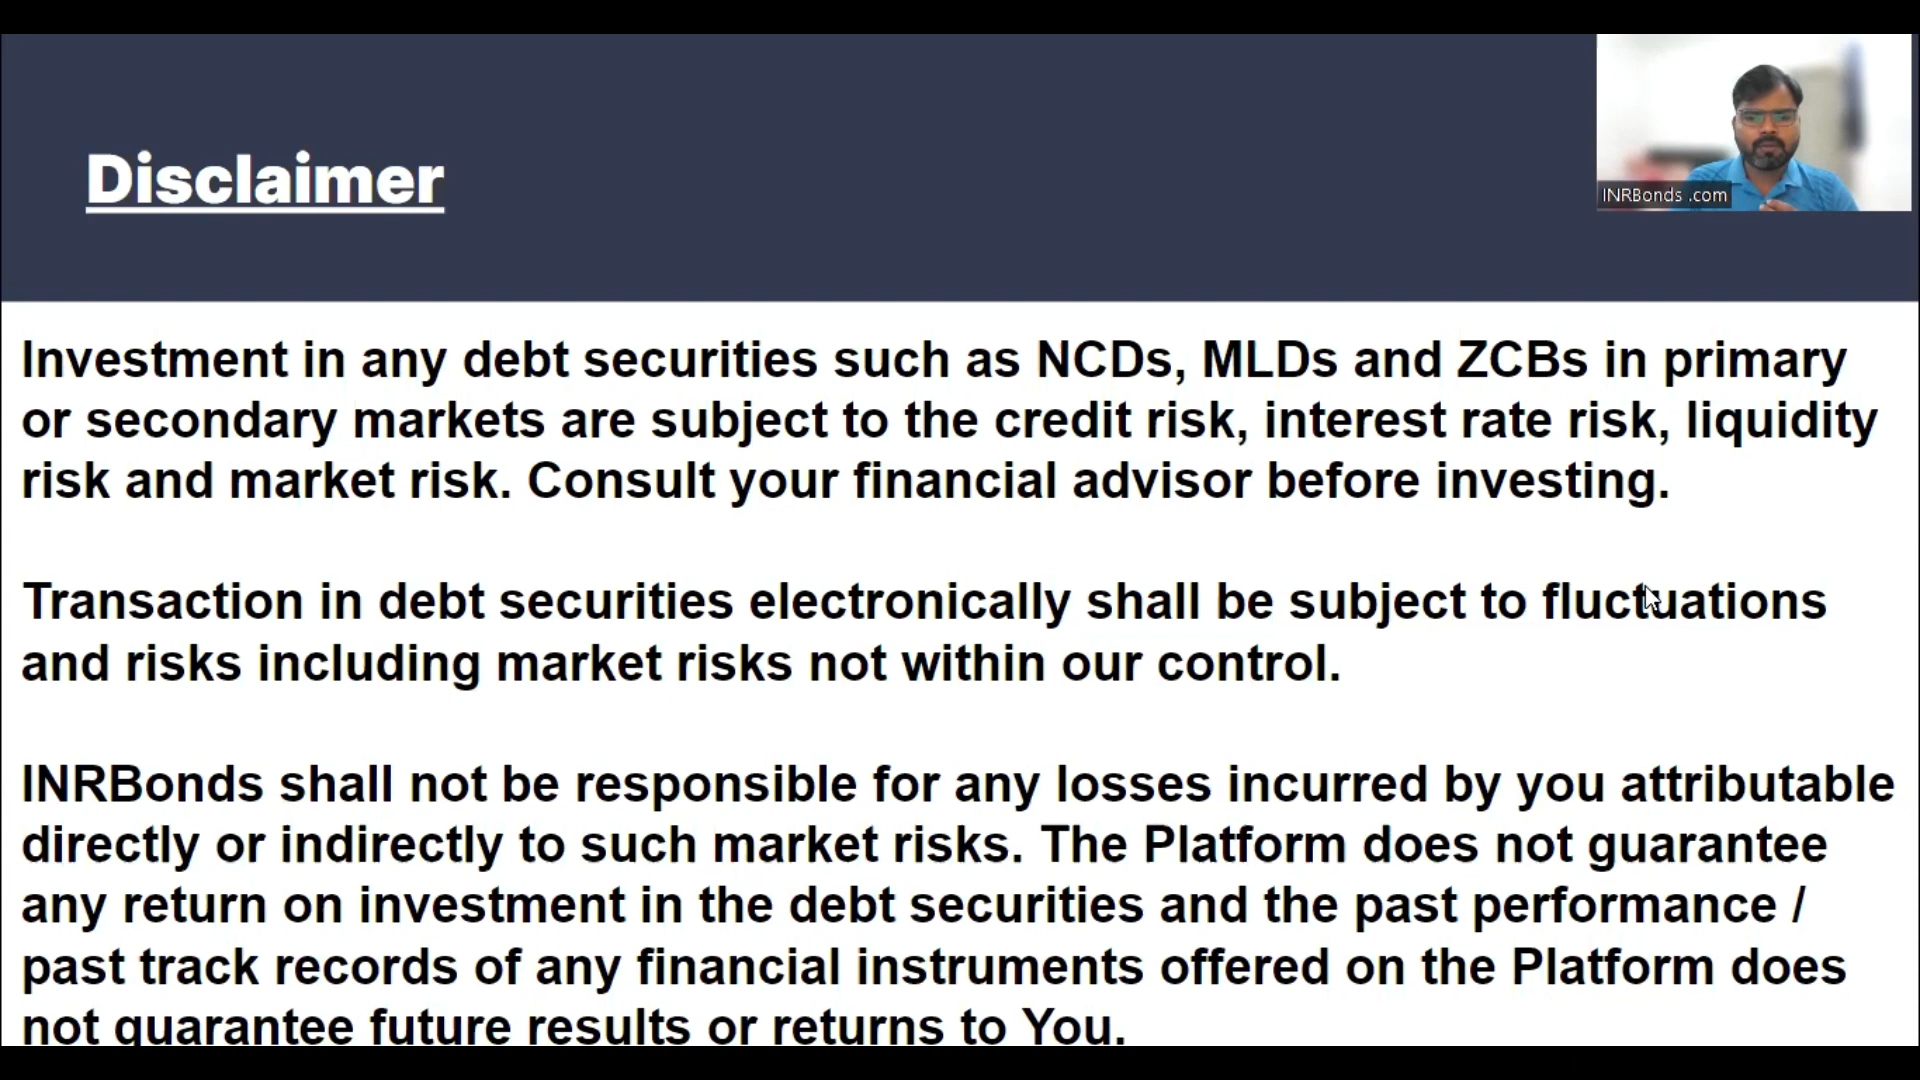 Disclaimer
INRBonds .com
Investment in any debt securities such as NCDs, MLDs and ZCBs in primary
or secondary markets are subject to the credit risk, interest rate risk, liquidity
risk and market risk. Consult your financial advisor before investing.
Transaction in debt securities electronically shall be subject to fluctuations
and risks including market risks not within our control.
INRBonds shall not be responsible for any losses incurred by you attributable
directly or indirectly to such market risks. The Platform does not guarantee
any return on investment in the debt securities and the past performance /
past track records of any financial instruments offered on the Platform does
not guarantee future results or returns to You.